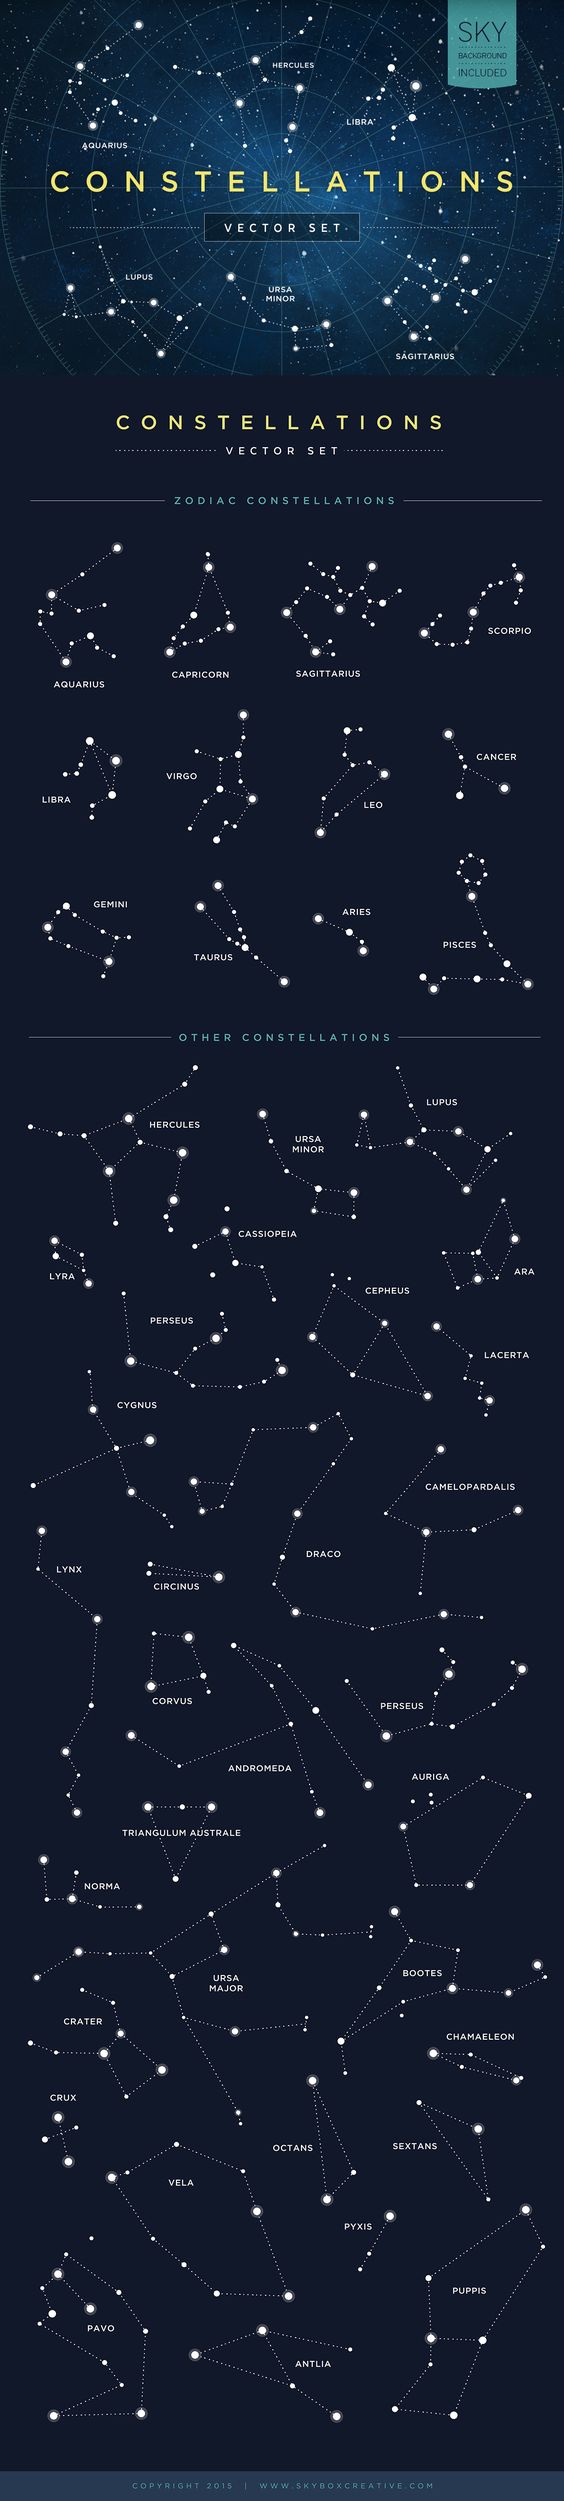 SKY
BACKGROUND
INCLUDED
HERCULES
LIBRA
AQUARIUS
CONSTELLATIONS
VECTOR SET
LUPUS
URSA
MINOR
SAGITTARIUS
CONSTELLATIONS
VECTOR SET
ZODIAC CONSTELLATIONS
AQUARIUS
CAPRICORN
SAGITTARIUS
SCORPIO
LIBRA
VIRGO
LEO
CANCER
GEMINI
TAURUS
ARIES
PISCES
OTHER CONSTELLATIONS
HERCULES
URSA
MINOR
LUPUS
CASSIOPEIA
LYRA
ARA
PERSEUS
CEPHEUS
LACERTA
CYGNUS
CAMELOPARDALIS
DRACO
LYNX
CIRCINUS
CORVUS
PERSEUS
ANDROMEDA
AURIGA
TRIANGULUM AUSTRALE
NORMA
URSA
MAJOR
BOOTES
CRATER
CHAMAELEON
CRUX
OCTANS
SEXTANS
VELA
PYXIS
PUPPIS
PAVO
ANTLIA
COPYRIGHT 2015 | WWW.SKYBOXCREATIVE.COM